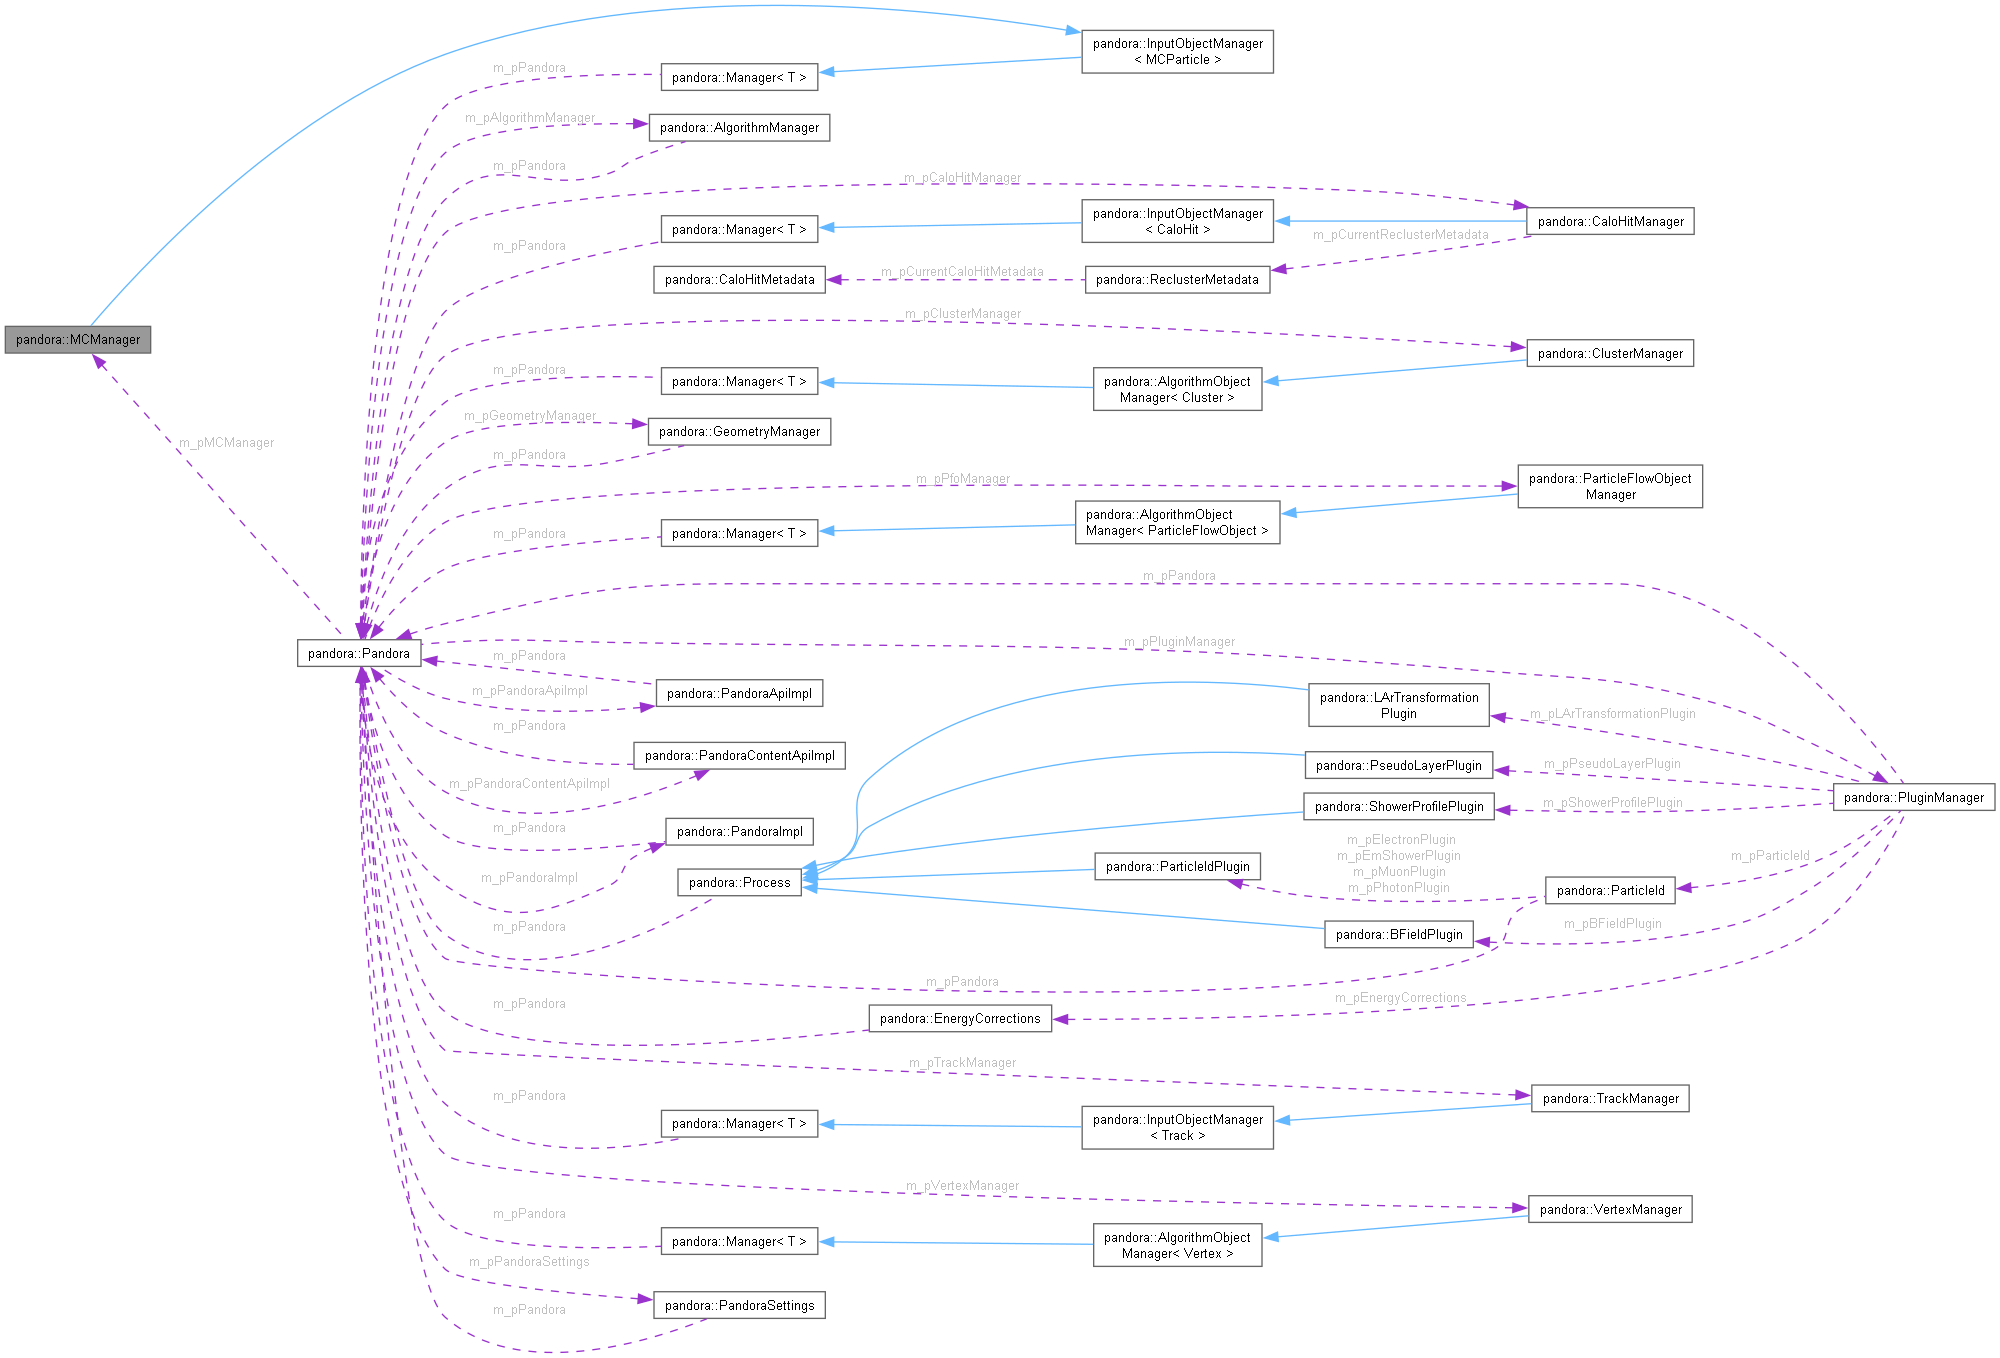 pandora::InputObjectManager
< MCParticle >
m_pPandora
pandora::Manager< T >
m_pAlgorithmManager
pandora::AlgorithmManager
m_pPandora
m_pCaloHitManager
pandora::InputObjectManager
< CaloHit >
pandora::CaloHitManager
pandora::Manager< T >
m_pCurrentReclusterMetadata
m_pPandora
m_pCurrentCaloHitMetadata
pandora::CaloHitMetadata
pandora::ReclusterMetadata
m_pClusterManager
pandora::MCManager
pandora::ClusterManager
m_pPandora
pandora::Manager< T >
pandora::AlgorithmObject
Manager< Cluster >
m_pGeometryManager
pandora::GeometryManager
m_pMCManager
m_pPandora
m_pPfoManager
pandora::ParticleFlowObject
Manager
pandora::AlgorithmObject
Manager< ParticleFlowObject >
m_pPandora
pandora::Manager< T >
m_pPandora
m_pPluginManager
pandora::Pandora
m_pPandora
m_pPandoraApiImpl
pandora::PandoraApiImpl
pandora::LArTransformation
Plugin
m_pLArTransformationPlugin
m_pPandora
pandora::PandoraContentApiImpl
pandora::PseudoLayerPlugin
m_pPseudoLayerPlugin
m_pPandoraContentApiImpl
pandora::PluginManager
pandora::ShowerProfilePlugin
m_pShowerProfilePlugin
m_pPandora
pandora::PandoraImpl
m_pElectronPlugin
m_pEmShowerPlugin
m_pMuonPlugin
m_pPhotonPlugin
m_pParticleId
pandora::ParticleIdPlugin
m_pPandoraImpl
pandora::Process
pandora::ParticleId
m_pPandora
pandora::BFieldPlugin
m_pBFieldPlugin
m_pPandora
m_pEnergyCorrections
m_pPandora
pandora::EnergyCorrections
m_pTrackManager
m_pPandora
pandora::TrackManager
pandora::Manager< T >
pandora::InputObjectManager
< Track >
m_pVertexManager
m_pPandora
pandora::VertexManager
pandora::Manager< T >
pandora::AlgorithmObject
Manager< Vertex >
m_pPandoraSettings
pandora::PandoraSettings
m_pPandora